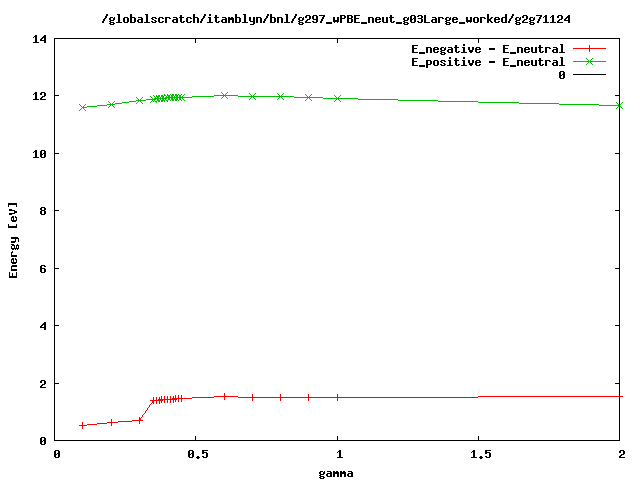 /globalscratch/itamblyn/bnl/g297_wPBE_neut_g03Large_worked/g2g71124
E_negative - E_neutral
E_positive - E_neutral
0
14
12
10
8
6
4
2
0
Energy [eV]
0 0.5 1 1.5 2
gamma